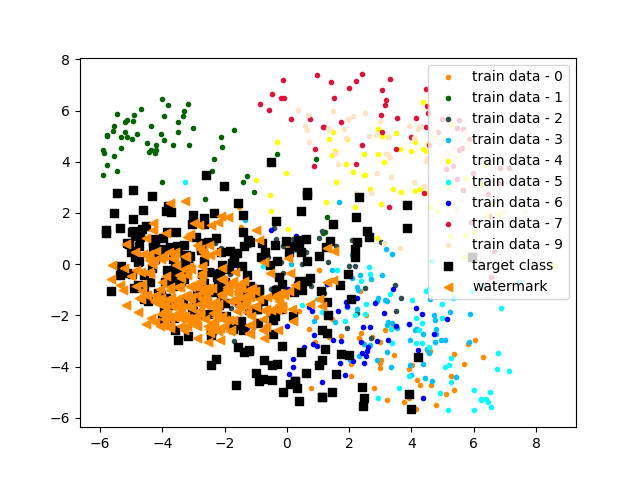 8
6
4
2
0
−2
−4
−6
−6
−4
−2
0
2
4
6
8
train data - 0
train data - 1
train data - 2
train data - 3
train data - 4
train data - 5
train data - 6
train data - 7
train data - 9
target class
watermark